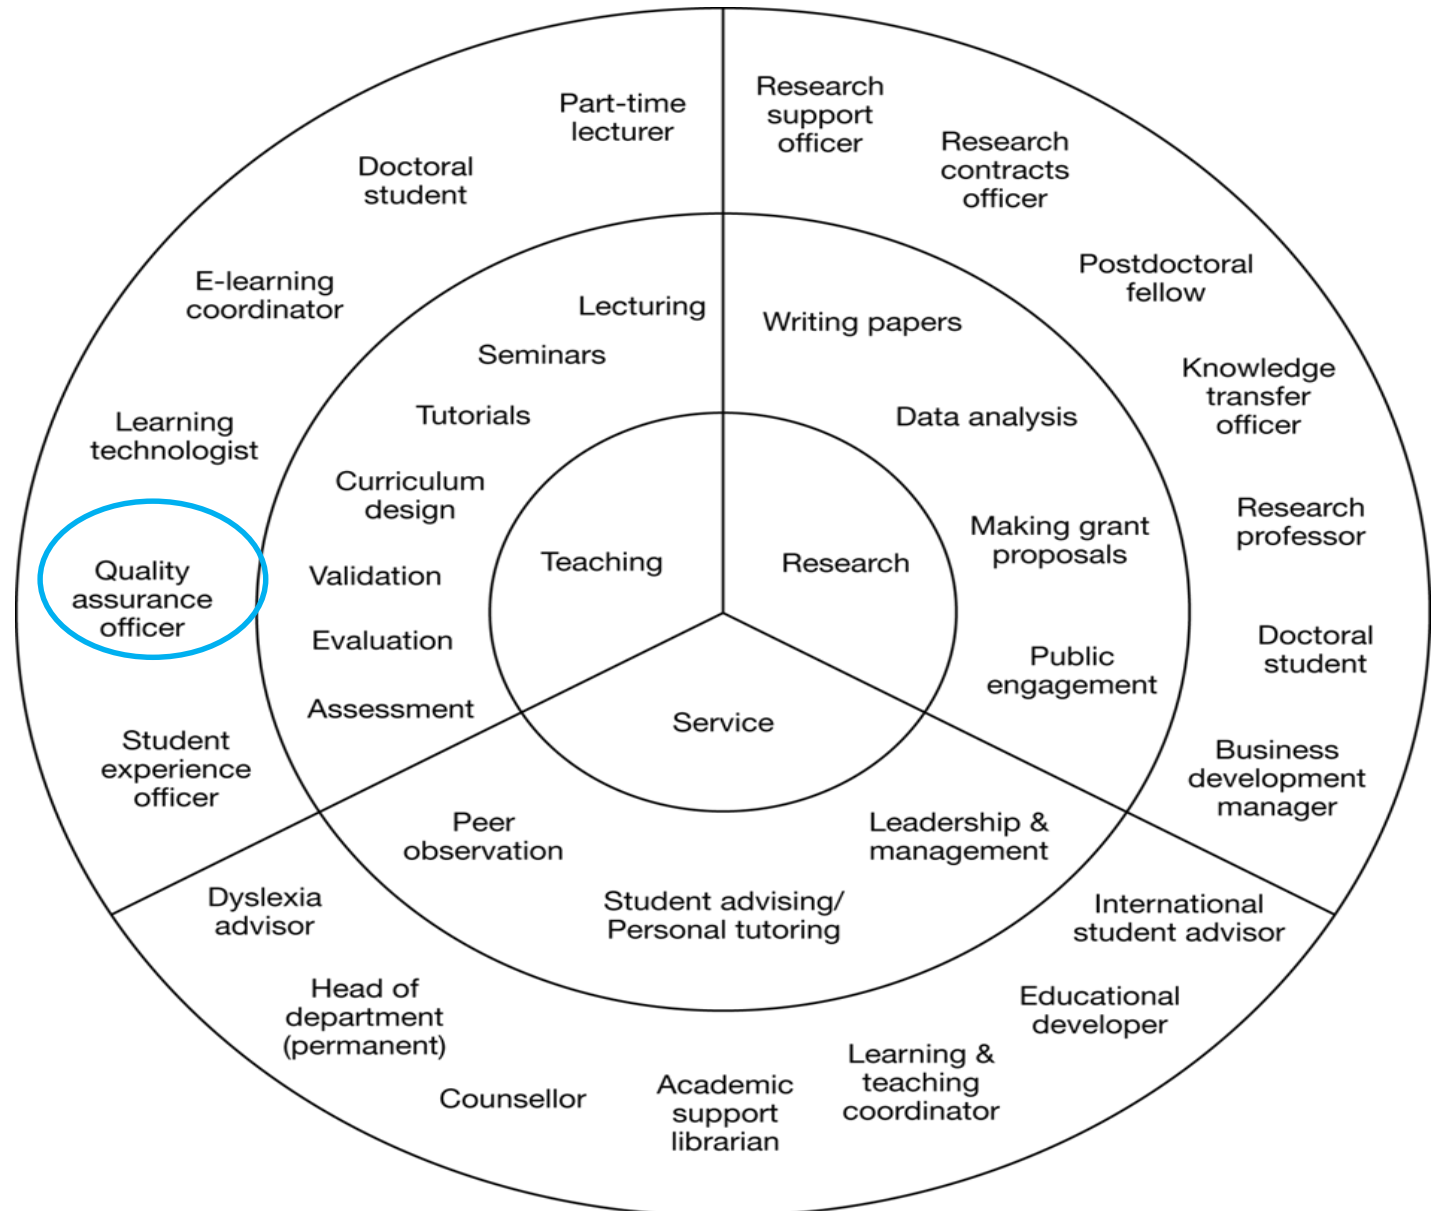 Part-time
lecturer
Doctoral
student
E-learning
coordinator
Learning
technologist
Quality
assurance
officer
Student
experience
officer
Research
support
officer
Research
contracts
officer
Postdoctoral
fellow
Knowledge
transfer
officer
Research
professor
Doctoral
student
Business
development
manager
Lecturing
Seminars
Tutorials
Curriculum
design
Validation
Evaluation
Assessment
Writing papers
Data analysis
Making grant
proposals
Public
engagement
Teaching
Research
Service
Peer
observation
Student advising/
Personal tutoring
Leadership &
management
Dyslexia
advisor
Head of
department
(permanent)
Counsellor
Academic
support
librarian
Learning &
teaching
coordinator
Educational
developer
International
student advisor